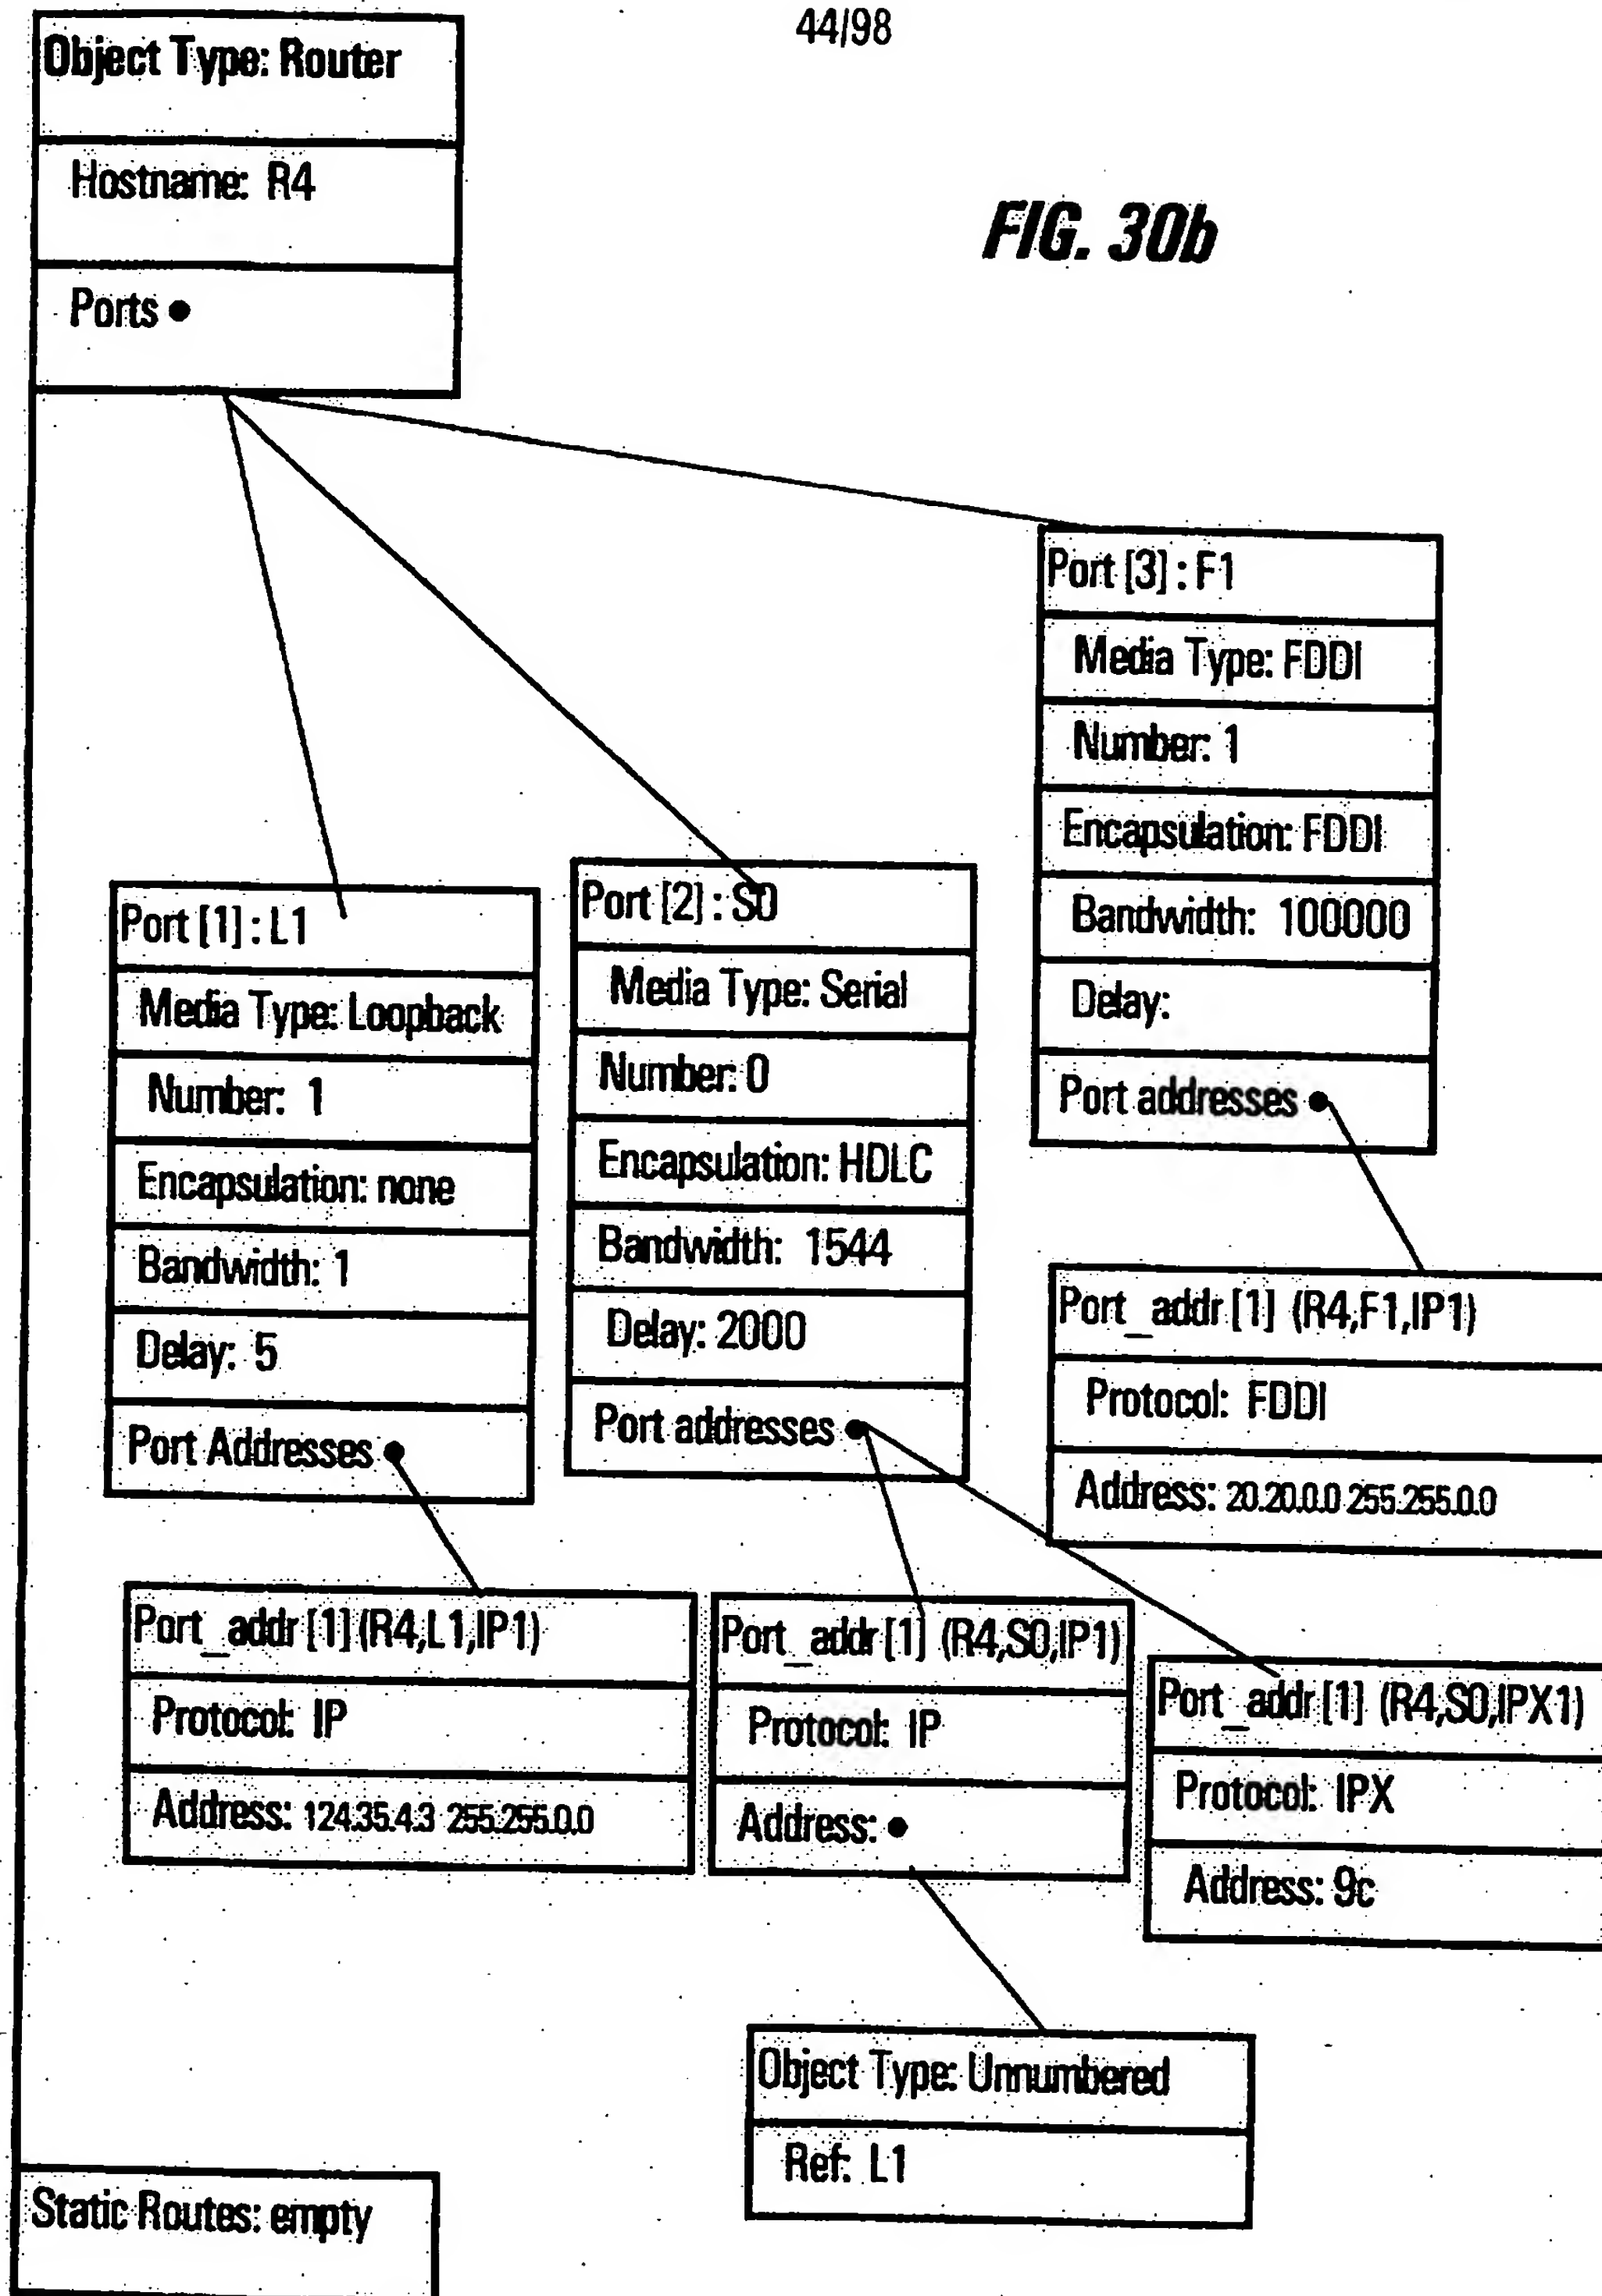 44/98
Object Type: Router
Hostname: R4
Ports
FIG. 30b
Port [3] : F1
Media Type: FDDI
Number: 1
Encapsulation: FDDI
Bandwidth: 100000
Delay:
Port addresses
Port [1] : L1
Media Type: Loopback
Number: 1
Encapsulation: none
Bandwidth: 1
Delay: 5
Port Addresses
Port [2] : S0
Media Type: Serial
Number: 0
Encapsulation: HDLC
Bandwidth: 1544
Delay: 2000
Port addresses
Port_addr [1] (R4,F1,IP1)
Protocol: FDDI
Address: 20.20.0.0 255.255.0.0
Port_addr [1] (R4,L1,IP1)
Protocol: IP
Address: 124.35.4.3 255.255.0.0
Port_addr [1] (R4,S0,IP1)
Protocol: IP
Address:
Port_addr [1] (R4,S0,IPX1)
Protocol: IPX
Address: 9c
Object Type: Unnumbered
Ref: L1
Static Routes: empty